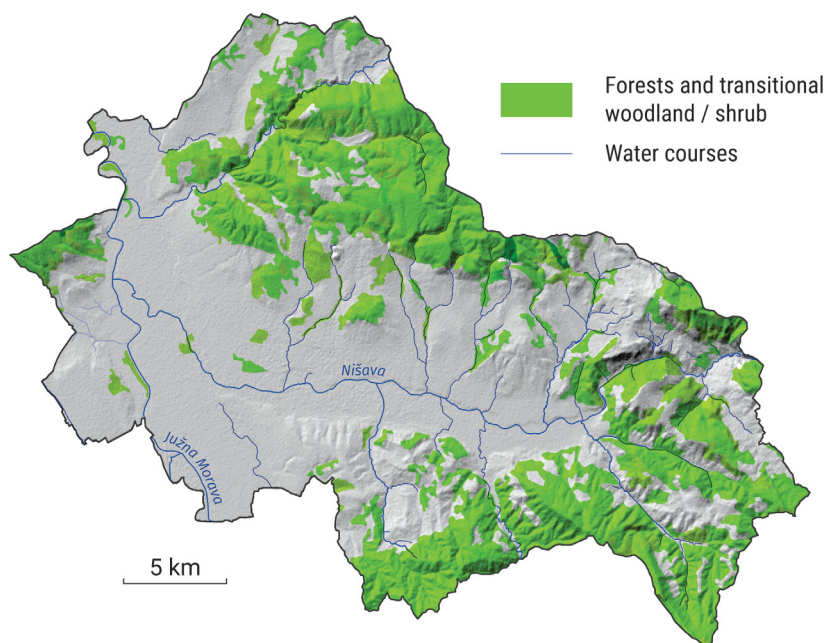 Forests and transitional
woodland / shrub
Water courses
Nišava
Južna Morava
5 km